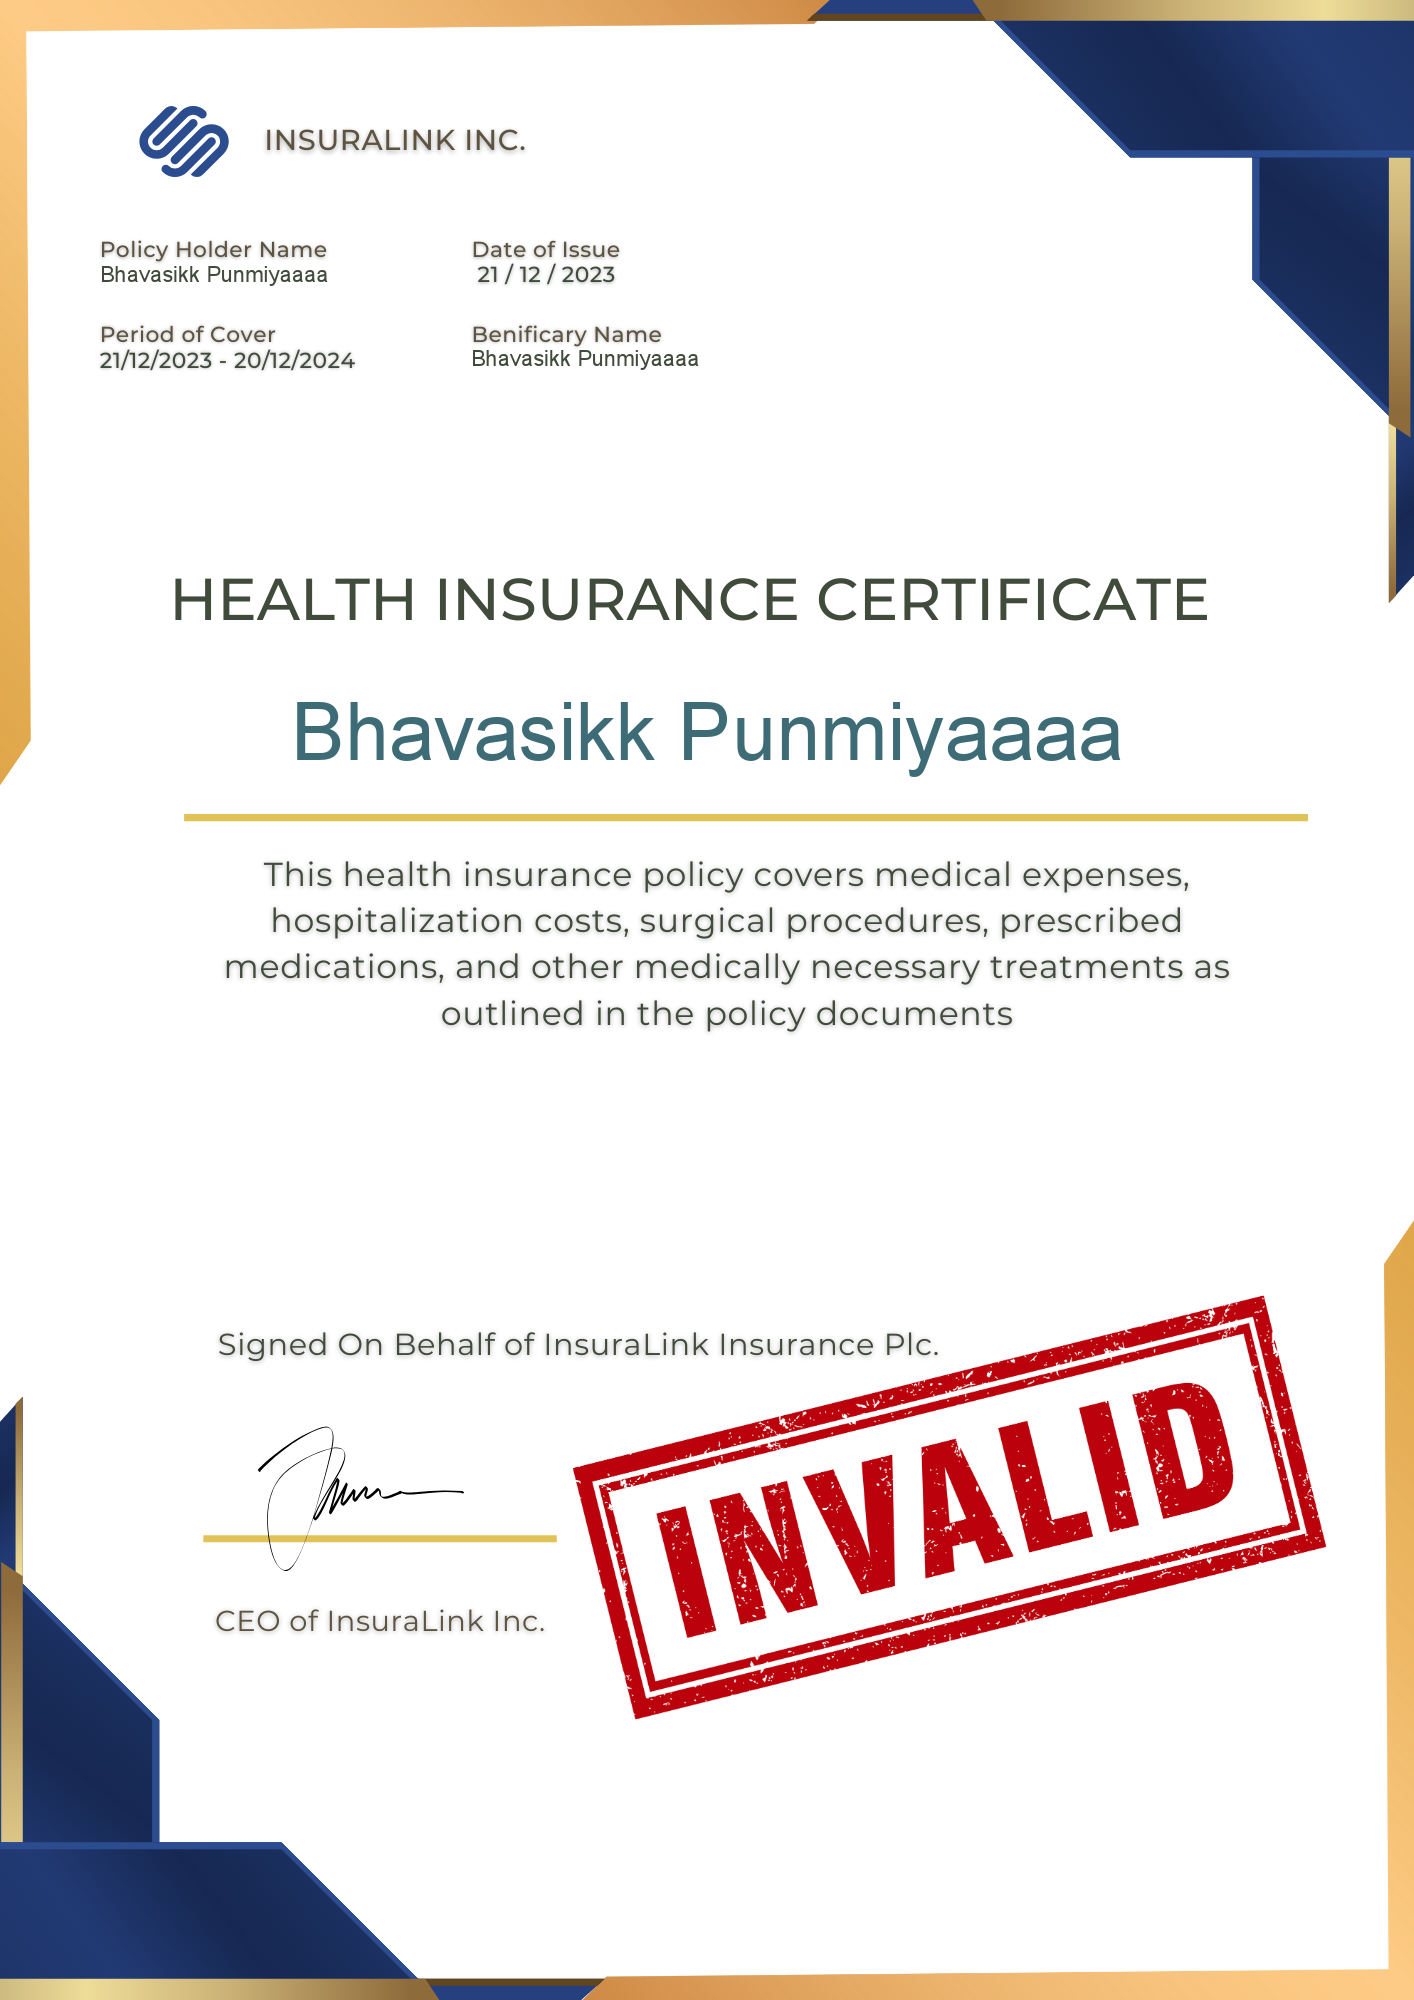 INSURALINK INC.
Policy Holder Name
Bhavasikk Punmiyaaaa
Date of Issue
21 / 12 / 2023
Period of Cover
21/12/2023 - 20/12/2024
Benificary Name
Bhavasikk Punmiyaaaa
HEALTH INSURANCE CERTIFICATE
Bhavasikk Punmiyaaaa
This health insurance policy covers medical expenses,
hospitalization costs, surgical procedures, prescribed
medications, and other medically necessary treatments as
outlined in the policy documents
Signed On Behalf of InsuraLink Insurance Plc.
INVALID
CEO of InsuraLink Inc.